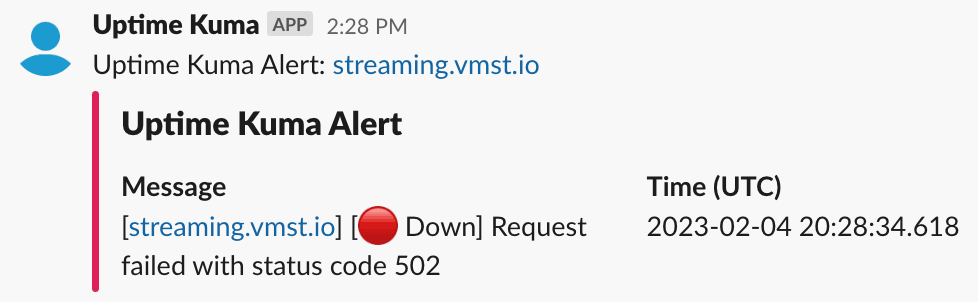 Uptime Kuma APP 2:28 PM
Uptime Kuma Alert: streaming.vmst.io
Uptime Kuma Alert
Message
[streaming.vmst.io] [🔴 Down] Request
failed with status code 502
Time (UTC)
2023-02-04 20:28:34.618